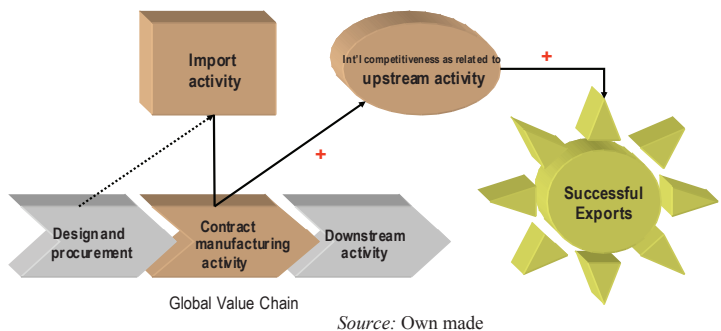 Import
activity
Int'l competitiveness as related to
upstream activity
+
+
Successful
Exports
Design and
procurement
Contract
manufacturing
activity
Downstream
activity
Global Value Chain
Source: Own made